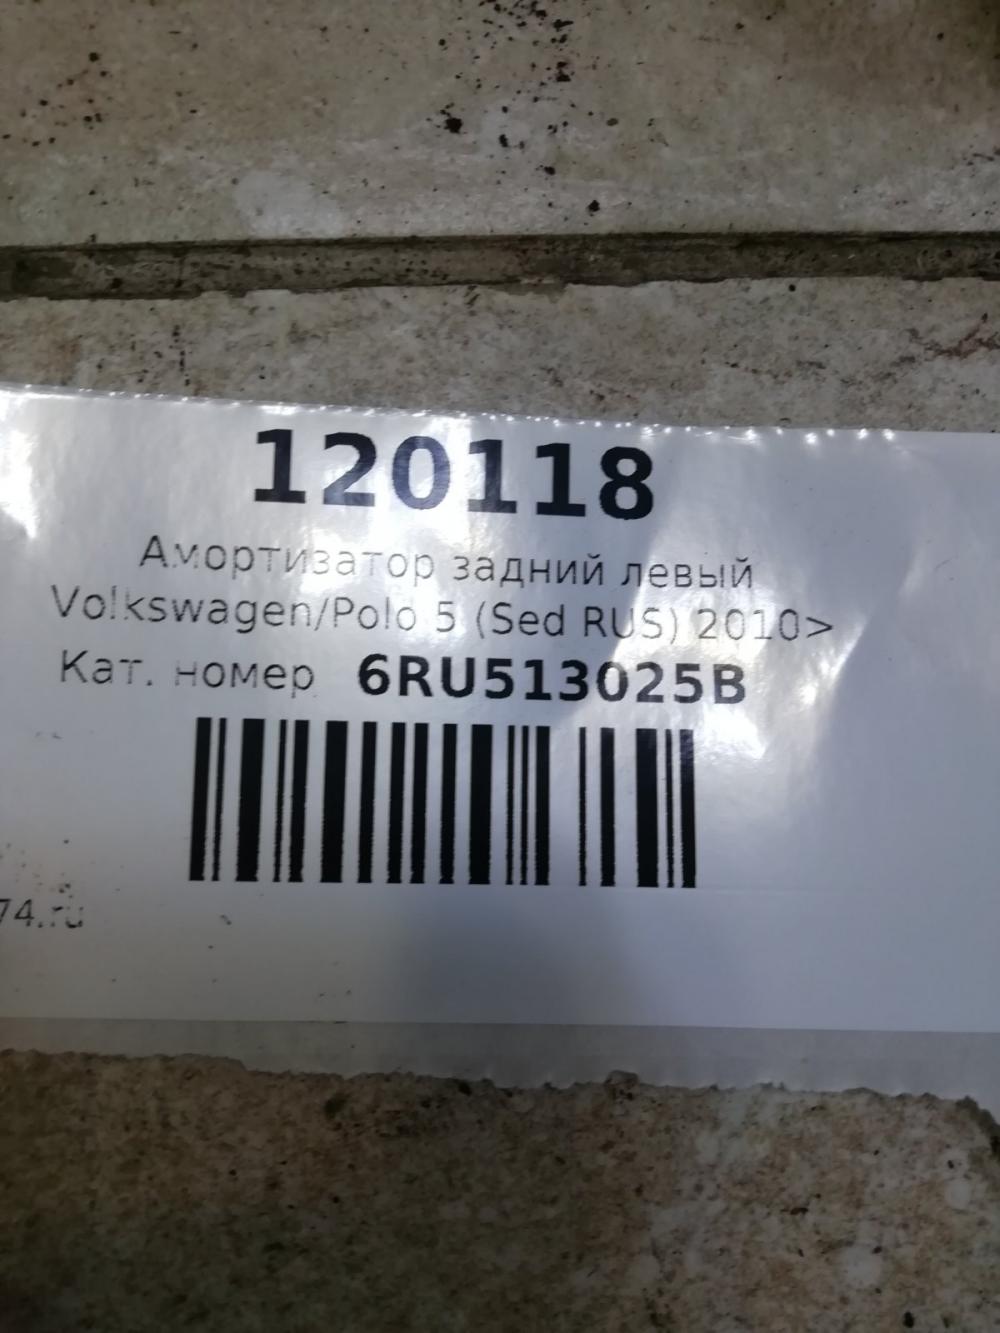 120118
Амортизатор задний левый
Volkswagen/Polo 5 (Sed RUS) 2010>
Кат. номер 6RU513025B
74.ru